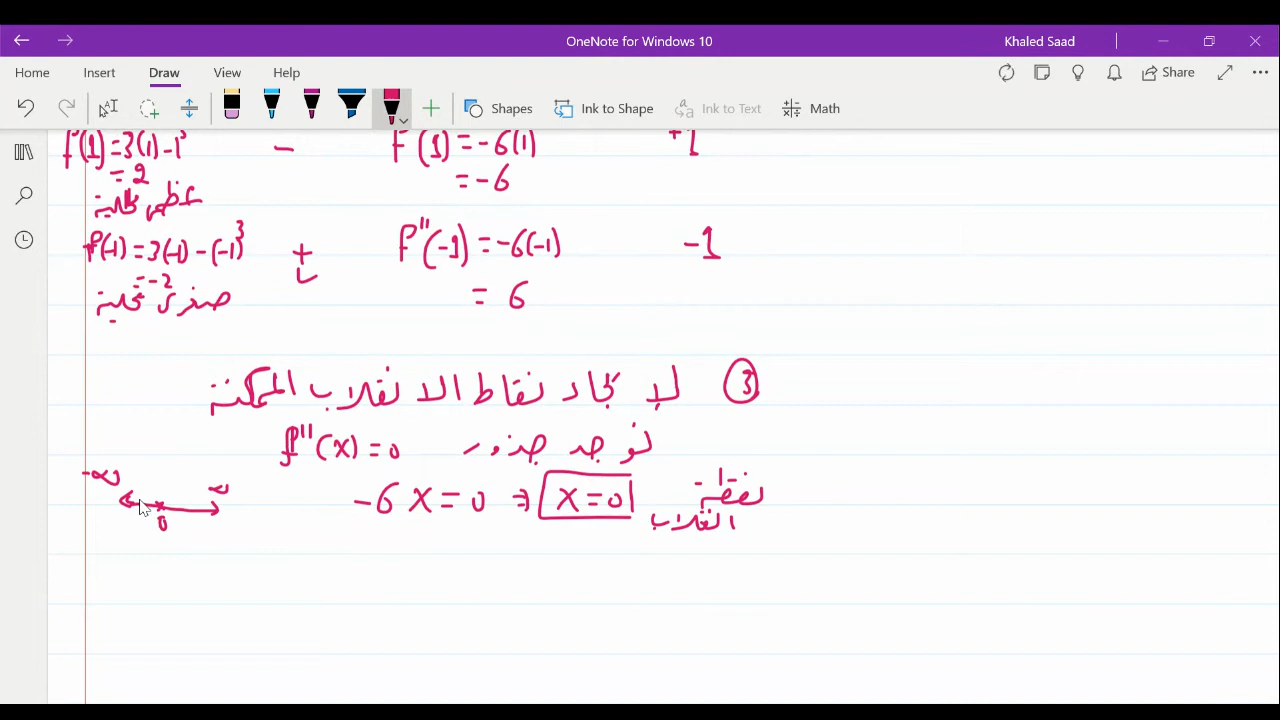 OneNote for Windows 10
Khaled Saad
Home Insert Draw View Help
Share
Shapes Ink to Shape Ink to Text Math
f(1)=3(1)-1³ - f''(1)=-6(1) +1
=2 =-6
عظمى محلية
f(-1)=3(-1)-(-1)³ + f''(-1)=-6(-1) -1
=-2 = 6
صغرى محلية
③ لإيجاد نقاط الانقلاب الممكنة
نوجد جذور f''(x)=0
-∞ ∞
0
-6x=0 ⇒ x=0 نقطة
انقلاب